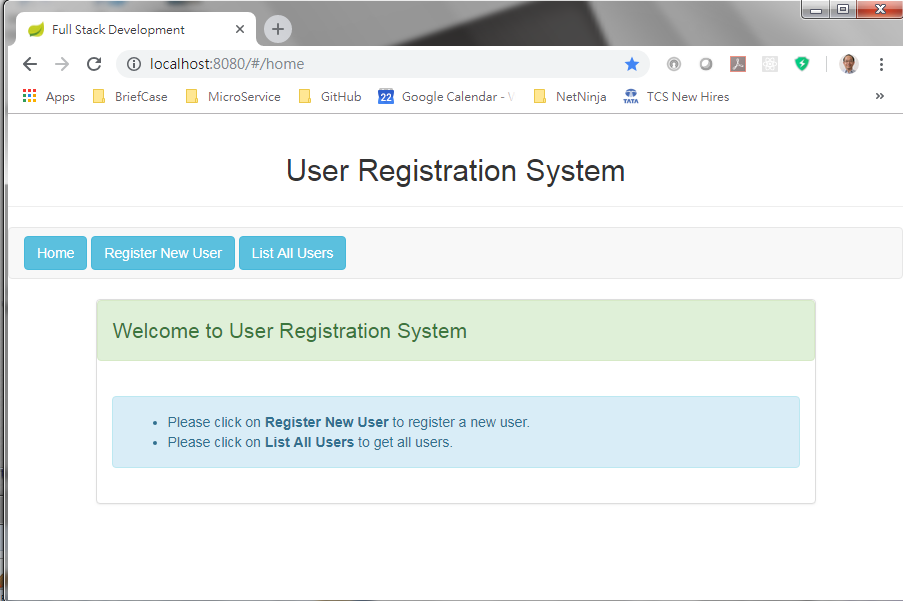 Full Stack Development
localhost:8080/#/home
Apps BriefCase MicroService GitHub 22 Google Calendar - NetNinja TATA TCS New Hires
User Registration System
Home Register New User List All Users
Welcome to User Registration System
Please click on Register New User to register a new user.
Please click on List All Users to get all users.